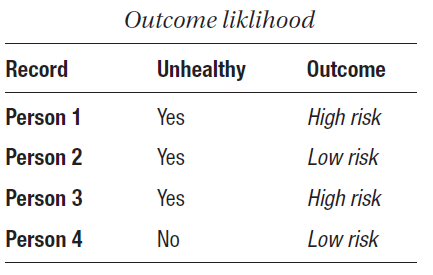 Outcome liklihood
Record Unhealthy Outcome
Person 1 Yes High risk
Person 2 Yes Low risk
Person 3 Yes High risk
Person 4 No Low risk